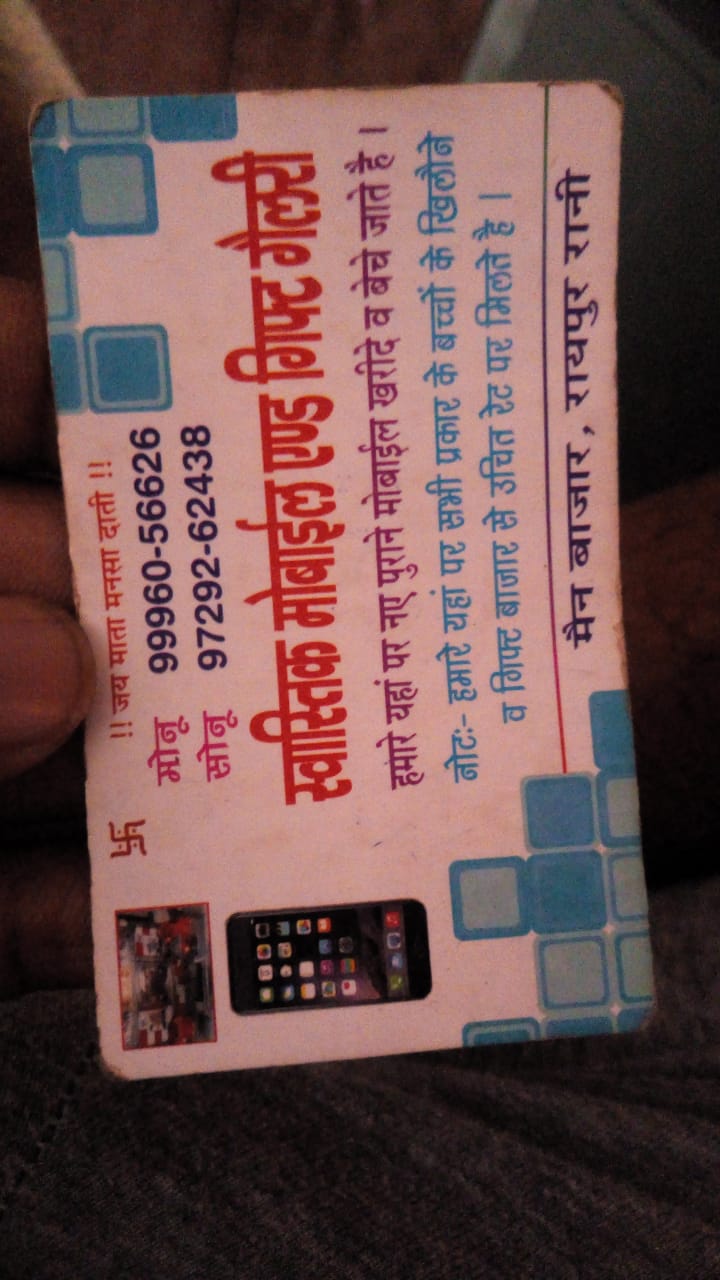 !! जय माता मनसा दाती !!
मोनू 99960-56626
सोनू 97292-62438
स्वास्तिक मोबाईल एण्ड गिफ्ट गैलरी
हमारे यहां पर नए पुराने मोबाईल खरीदे व बेचे जाते है ।
नोटः- हमारे यहां पर सभी प्रकार के बच्चों के खिलौने
व गिफ्ट बाजार से उचित रेट पर मिलते है ।
मैन बाजार, रायपुर रानी